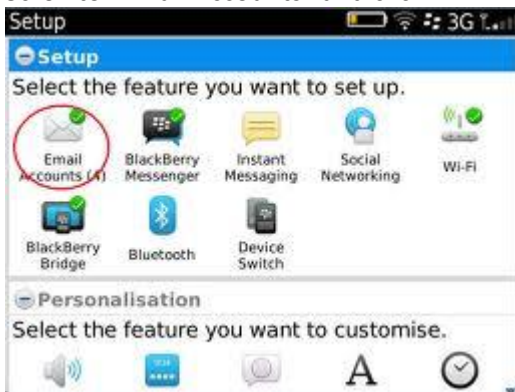 Setup 3G
Setup
Select the feature you want to set up.
Email Accounts (4)
BlackBerry Messenger
Instant Messaging
Social Networking
Wi-Fi
BlackBerry Bridge
Bluetooth
Device Switch
Personalisation
Select the feature you want to customise.
A